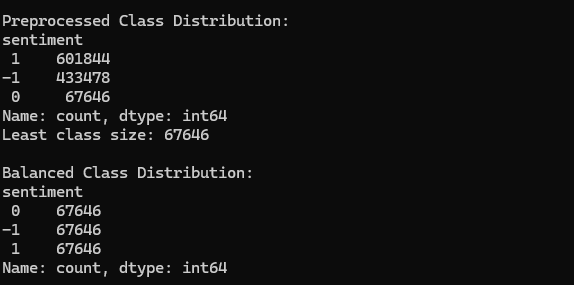 Preprocessed Class Distribution:
sentiment
 1    601844
-1    433478
 0     67646
Name: count, dtype: int64
Least class size: 67646

Balanced Class Distribution:
sentiment
 0    67646
-1    67646
 1    67646
Name: count, dtype: int64